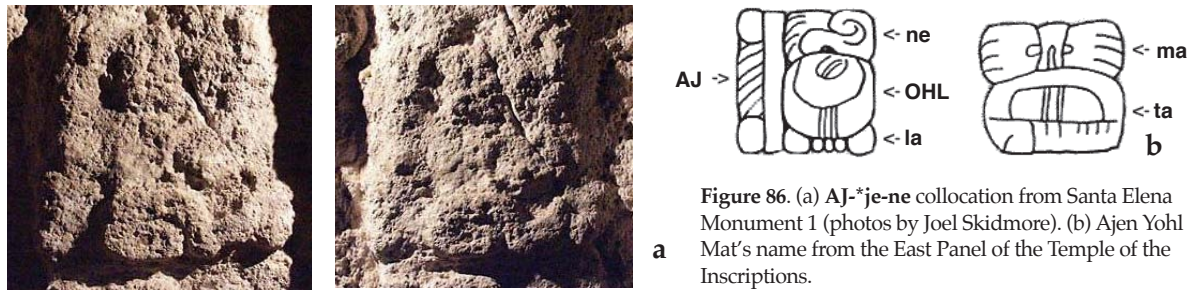 AJ ->
<- ne
<- OHL
<- la
<- ma
<- ta
b
a
Figure 86. (a) AJ-*je-ne collocation from Santa Elena
Monument 1 (photos by Joel Skidmore). (b) Ajen Yohl
Mat’s name from the East Panel of the Temple of the
Inscriptions.